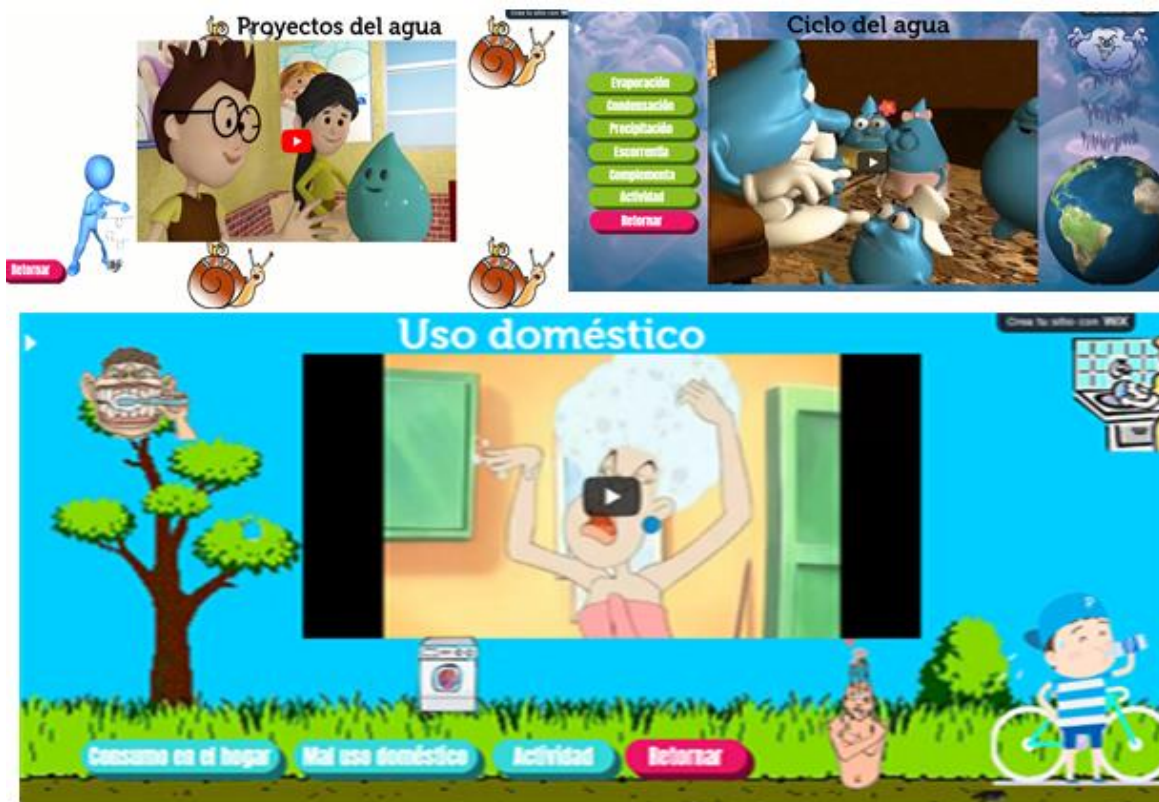 Proyectos del agua
Retornar
Ciclo del agua
Evaporación
Condensación
Precipitación
Escorrentía
Complementa
Actividad
Retornar
Uso doméstico
Crea tu sitio con WIX
Consumo en el hogar
Mal uso doméstico
Actividad
Retornar